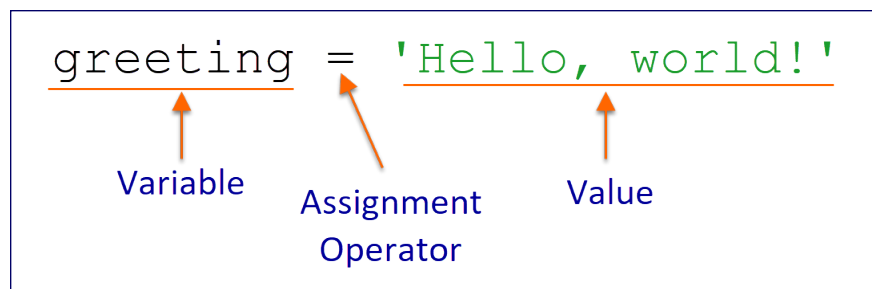 greeting = 'Hello, world!'
Variable
Assignment
Operator
Value